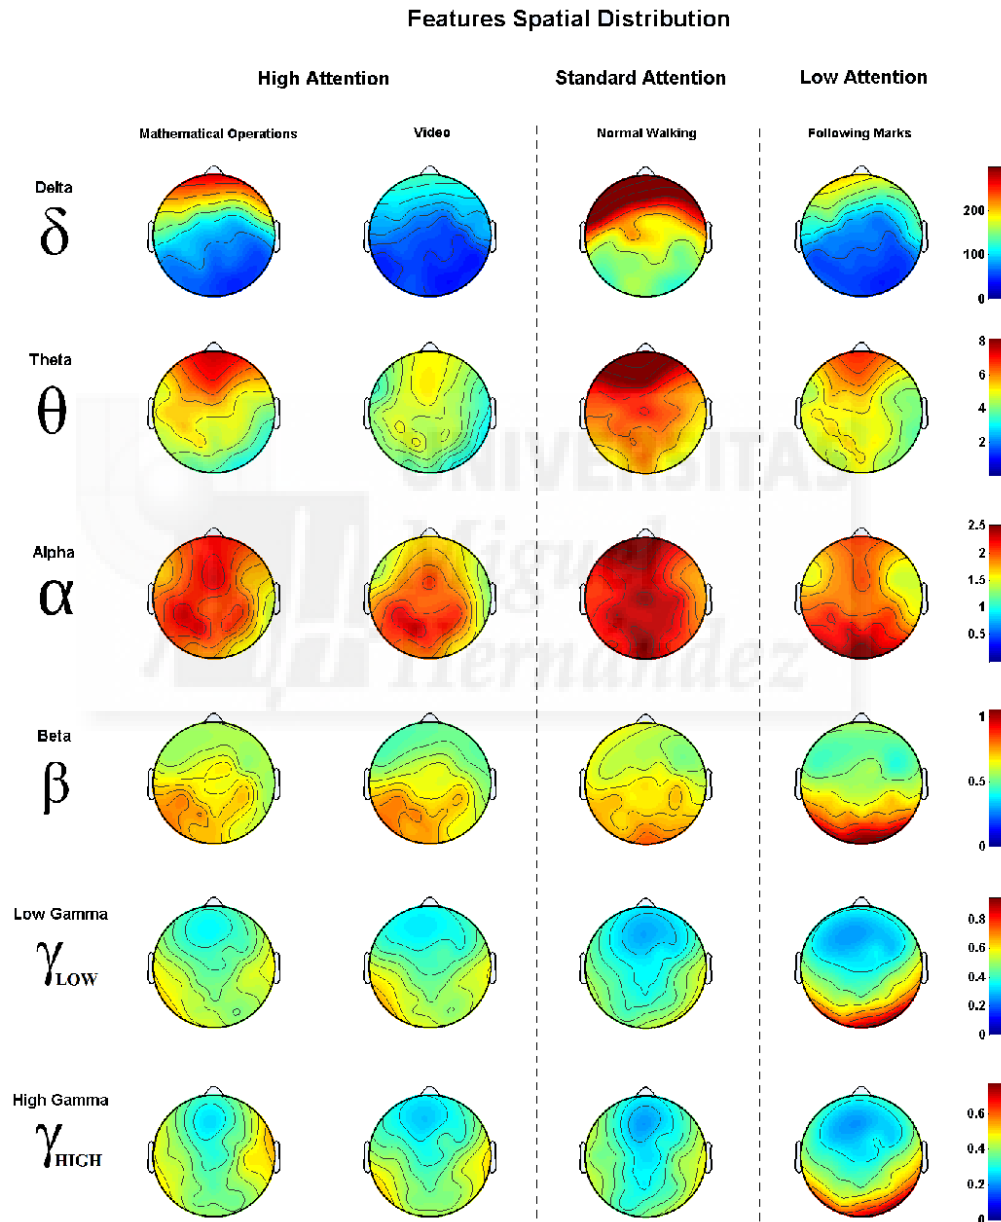 Features Spatial Distribution
High Attention
Standard Attention
Low Attention
Mathematical Operations
Video
Normal Walking
Following Marks
Delta
δ
200
100
0
Theta
θ
8
6
4
2
Alpha
α
2.5
2
1.5
1
0.5
Beta
β
1
0.5
0
Low Gamma
γLOW
0.8
0.6
0.4
0.2
0
High Gamma
γHIGH
0.6
0.4
0.2
0
UNIVERSITAS
Miguel
Hernández